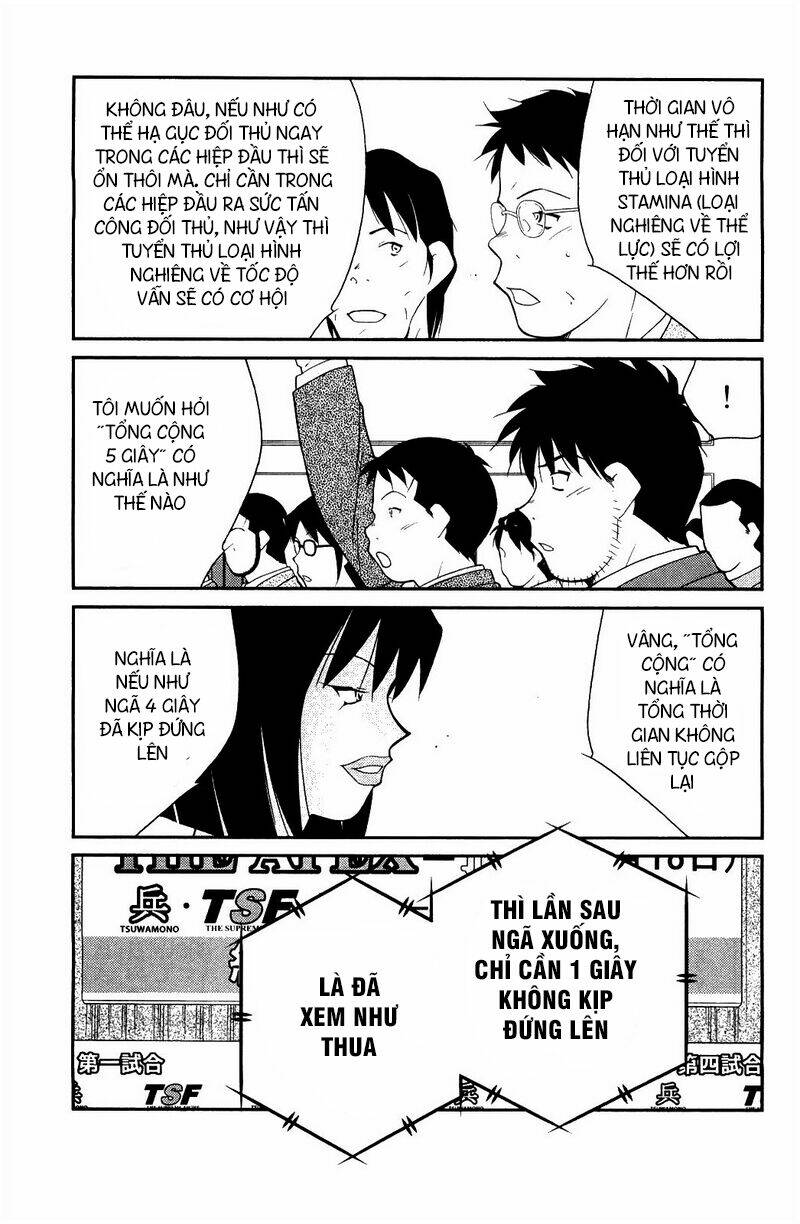 THỜI GIAN VÔ
HẠN NHƯ THẾ THÌ
ĐỐI VỚI TUYỂN
THỦ LOẠI HÌNH
STAMINA (LOẠI
NGHIÊNG VỀ THỂ
LỰC) SẼ CÓ LỢI
THẾ HƠN RỒI
KHÔNG ĐÂU, NẾU NHƯ CÓ
THỂ HẠ GỤC ĐỐI THỦ NGAY
TRONG CÁC HIỆP ĐẦU THÌ SẼ
ỔN THÔI MÀ. CHỈ CẦN TRONG
CÁC HIỆP ĐẦU RA SỨC TẤN
CÔNG ĐỐI THỦ, NHƯ VẬY THÌ
TUYỂN THỦ LOẠI HÌNH
NGHIÊNG VỀ TỐC ĐỘ
VẪN SẼ CÓ CƠ HỘI
!
TÔI MUỐN HỎI
"TỔNG CỘNG
5 GIÂY" CÓ
NGHĨA LÀ NHƯ
THẾ NÀO
VÂNG, "TỔNG
CỘNG" CÓ
NGHĨA LÀ
TỔNG THỜI
GIAN KHÔNG
LIÊN TỤC GỘP
LẠI
NGHĨA LÀ
NẾU NHƯ
NGÃ 4 GIÂY
ĐÃ KỊP ĐỨNG
LÊN
THÌ LẦN SAU
NGÃ XUỐNG,
CHỈ CẦN 1 GIÂY
KHÔNG KỊP
ĐỨNG LÊN
LÀ ĐÃ
XEM NHƯ
THUA
THE APEX
兵・TSF
TSUWAMONO THE SUPREM
第一試合
第四試合
兵 TSF
兵 TSF